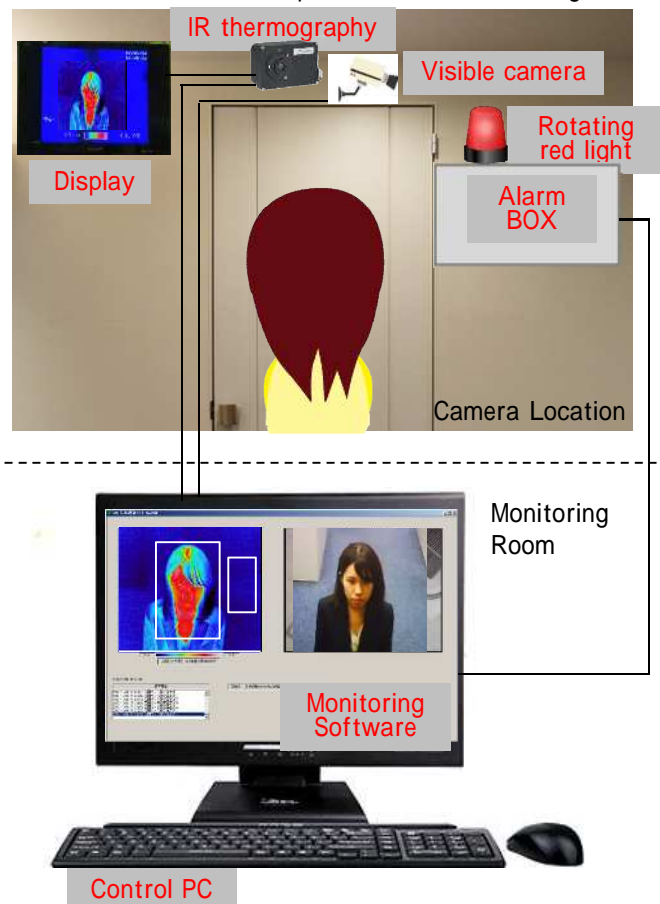 IR thermography
Visible camera
Rotating
red light
Display
Alarm
BOX
Camera Location
Monitoring
Room
Monitoring
Software
Control PC